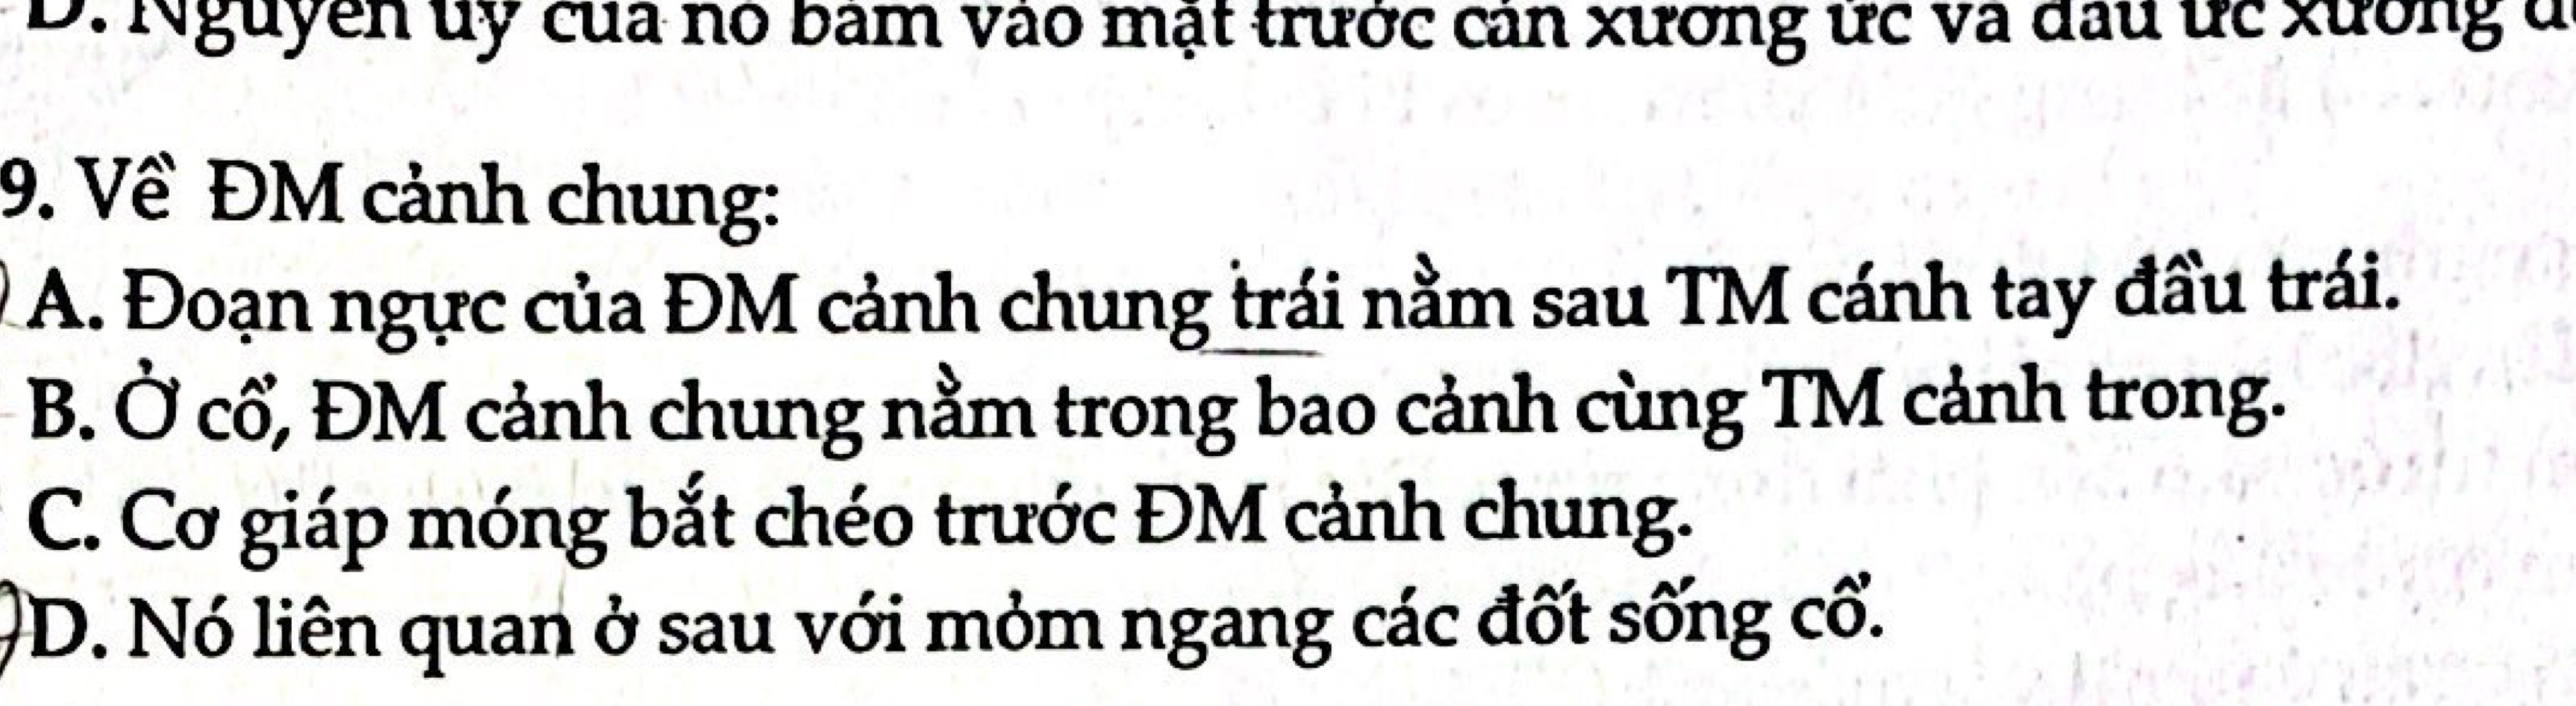 D. Nguyên ủy của nó bám vào mặt trước cán xương ức và đầu ức xương
9. Về ĐM cảnh chung:
A. Đoạn ngực của ĐM cảnh chung trái nằm sau TM cánh tay đầu trái.
B. Ở cổ, ĐM cảnh chung nằm trong bao cảnh cùng TM cảnh trong.
C. Cơ giáp móng bắt chéo trước ĐM cảnh chung.
D. Nó liên quan ở sau với mỏm ngang các đốt sống cổ.